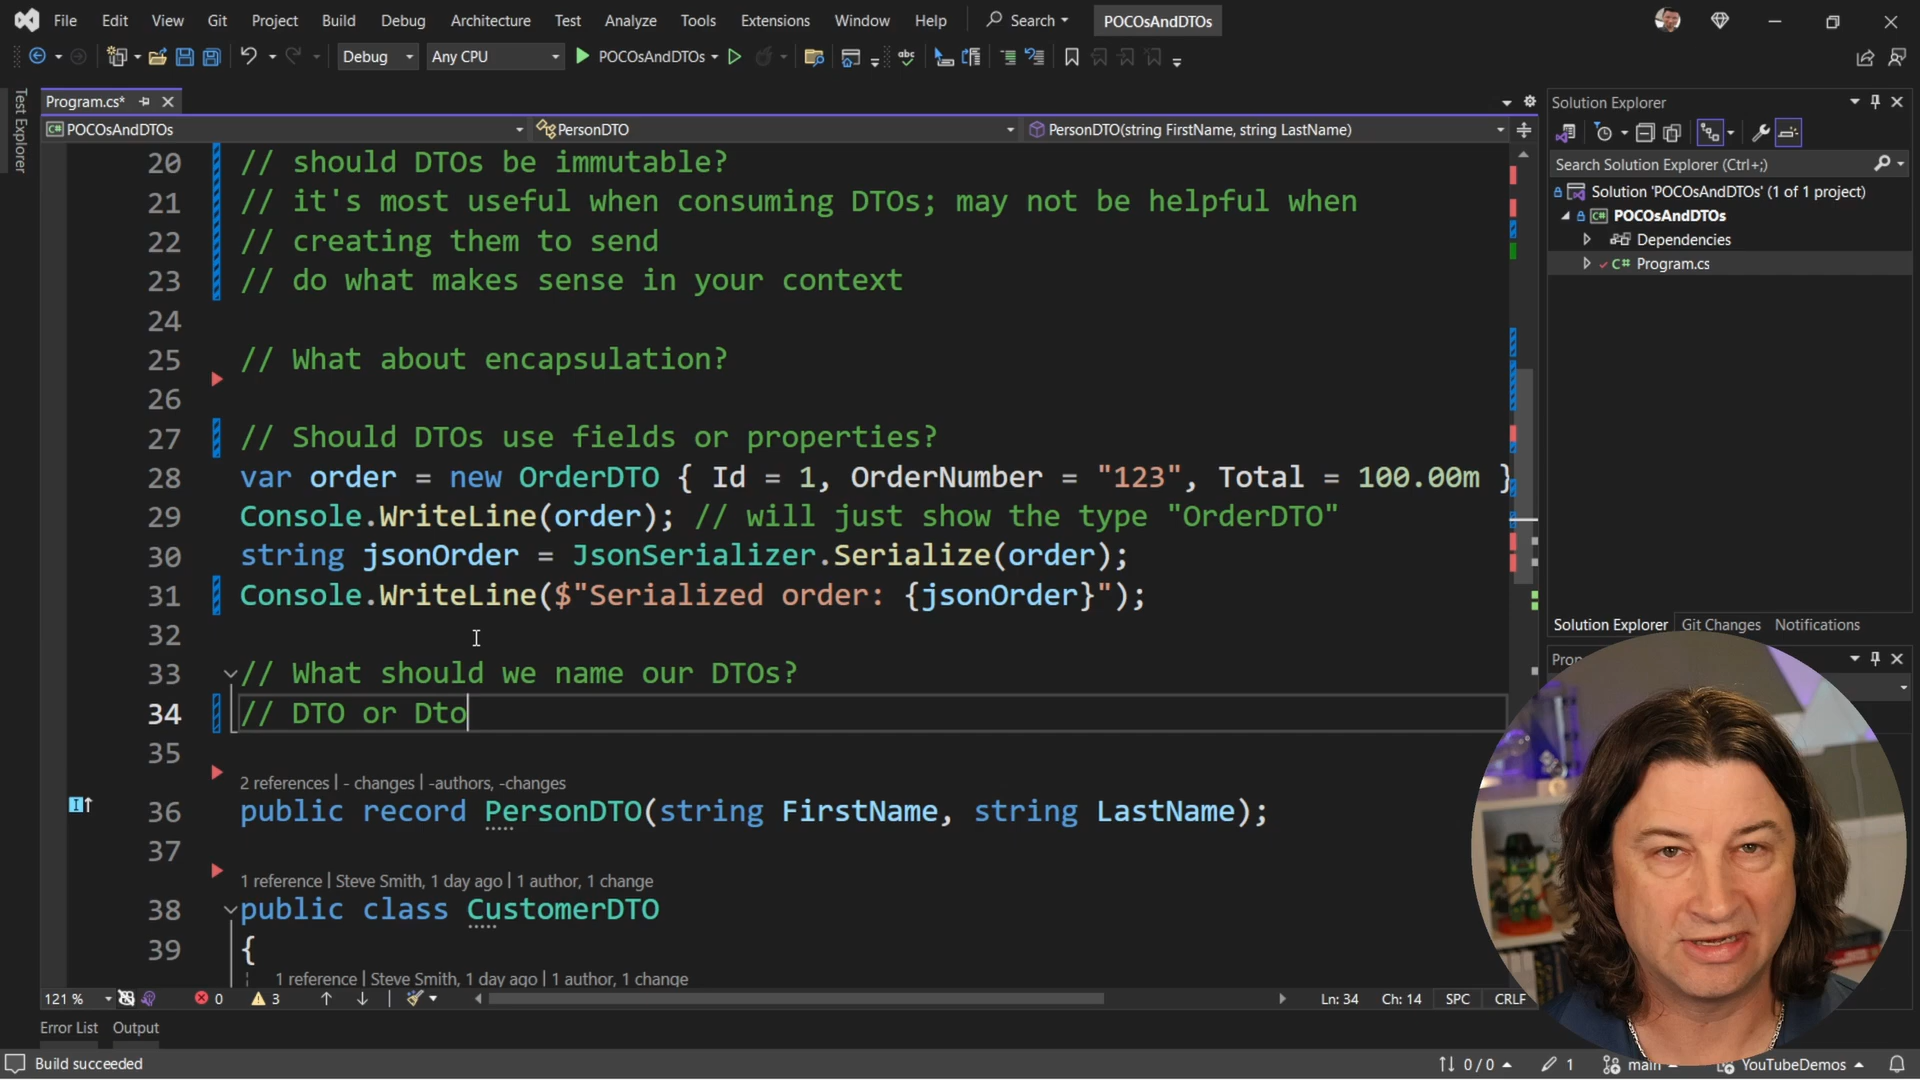 File Edit View Git Project Build Debug Architecture Test Analyze Tools Extensions Window Help Search POCOsAndDTOs
Debug Any CPU POCOsAndDTOs
Test Explorer
Program.cs*
POCOsAndDTOs PersonDTO PersonDTO(string FirstName, string LastName)
20 // should DTOs be immutable?
21 // it's most useful when consuming DTOs; may not be helpful when
22 // creating them to send
23 // do what makes sense in your context
24
25 // What about encapsulation?
26
27 // Should DTOs use fields or properties?
28 var order = new OrderDTO { Id = 1, OrderNumber = "123", Total = 100.00m }
29 Console.WriteLine(order); // will just show the type "OrderDTO"
30 string jsonOrder = JsonSerializer.Serialize(order);
31 Console.WriteLine($"Serialized order: {jsonOrder}");
32
33 // What should we name our DTOs?
34 // DTO or Dto
35
2 references | - changes | -authors, -changes
36 public record PersonDTO(string FirstName, string LastName);
37
1 reference | Steve Smith, 1 day ago | 1 author, 1 change
38 public class CustomerDTO
39 {
1 reference | Steve Smith, 1 day ago | 1 author, 1 change
121 % 0 3 Ln: 34 Ch: 14 SPC CRLF
Error List Output
Build succeeded
0 / 0 1 main YouTubeDemos
Solution Explorer
Search Solution Explorer (Ctrl+;)
Solution 'POCOsAndDTOs' (1 of 1 project)
C# POCOsAndDTOs
Dependencies
C# Program.cs
Solution Explorer Git Changes Notifications